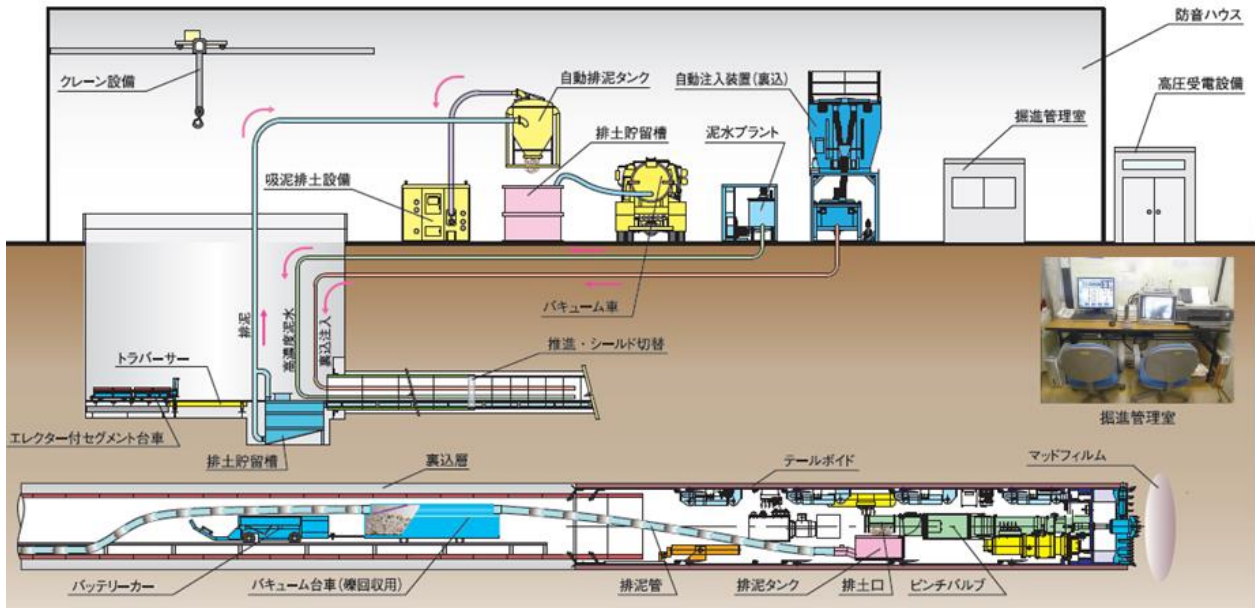 防音ハウス
クレーン設備
自動排泥タンク
自動注入装置(裏込)
高圧受電設備
掘進管理室
排土貯留槽
泥水プラント
吸泥排土設備
バキューム車
排泥
高濃度泥水
裏込注入
推進・シールド切替
トラバーサー
掘進管理室
エレクター付セグメント台車
排土貯留槽
裏込層
テールボイド
マッドフィルム
バッテリーカー
バキューム台車(礫回収用)
排泥管
排泥タンク
排土口
ピンチバルブ